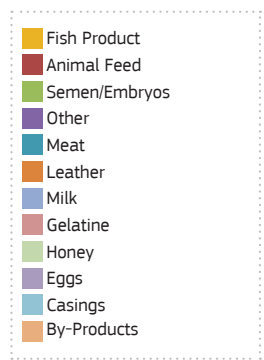 Fish Product
Animal Feed
Semen/Embryos
Other
Meat
Leather
Milk
Gelatine
Honey
Eggs
Casings
By-Products